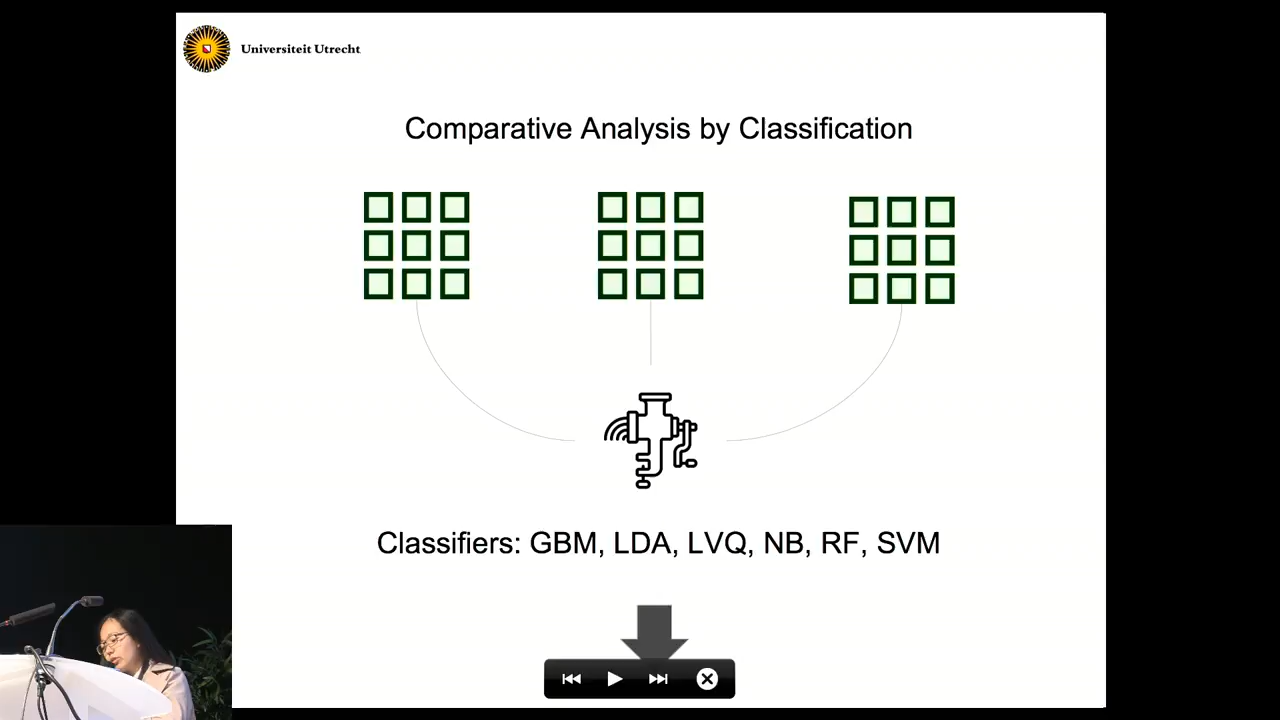 Universiteit Utrecht
Comparative Analysis by Classification
Classifiers: GBM, LDA, LVQ, NB, RF, SVM